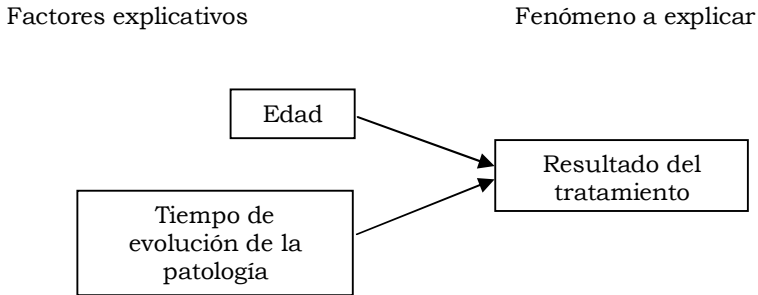 Factores explicativos
Fenómeno a explicar
Edad
Resultado del
tratamiento
Tiempo de
evolución de la
patología